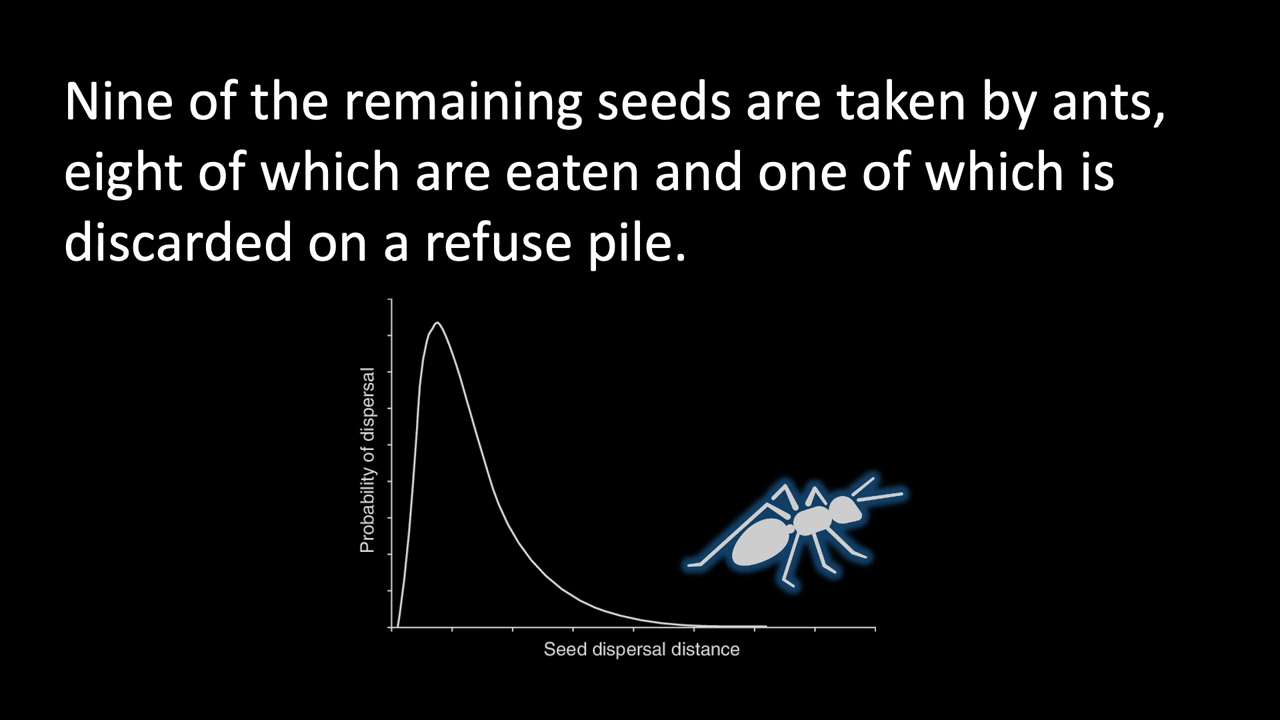 Nine of the remaining seeds are taken by ants,
eight of which are eaten and one of which is
discarded on a refuse pile.
Probability of dispersal
Seed dispersal distance